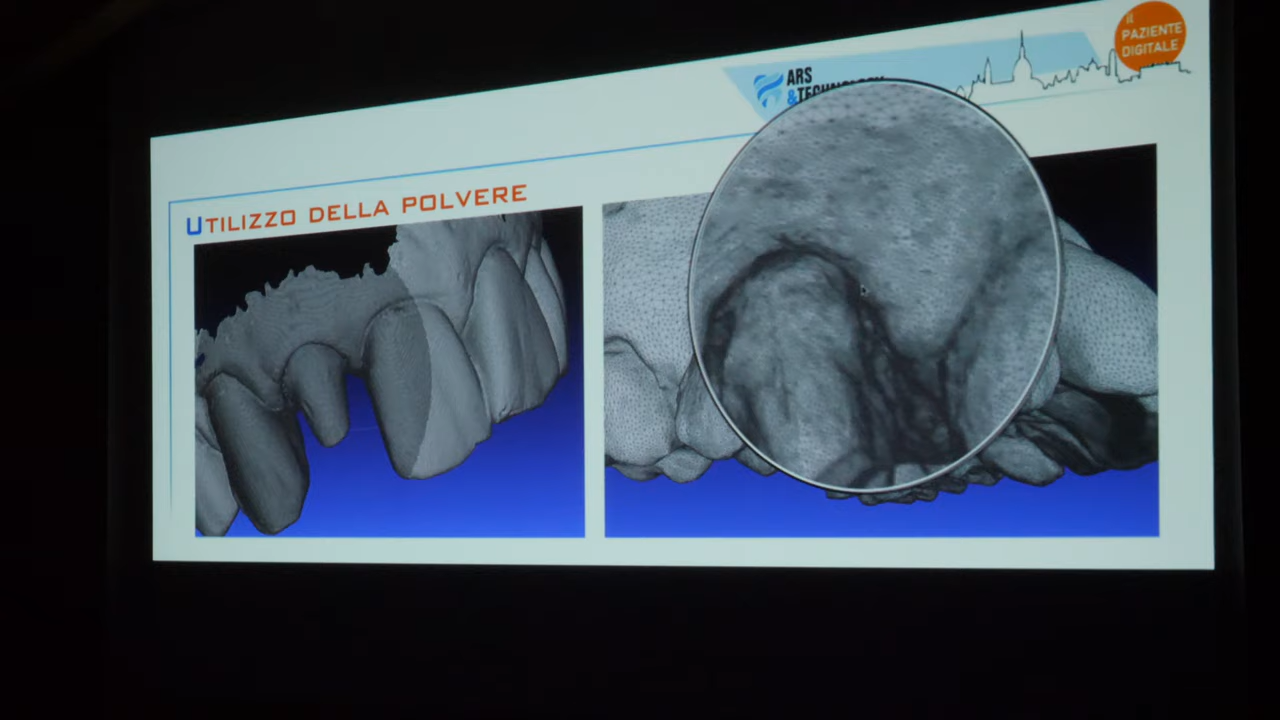 IL
PAZIENTE
DIGITALE
ARS
&TECHNOLOGY
UTILIZZO DELLA POLVERE